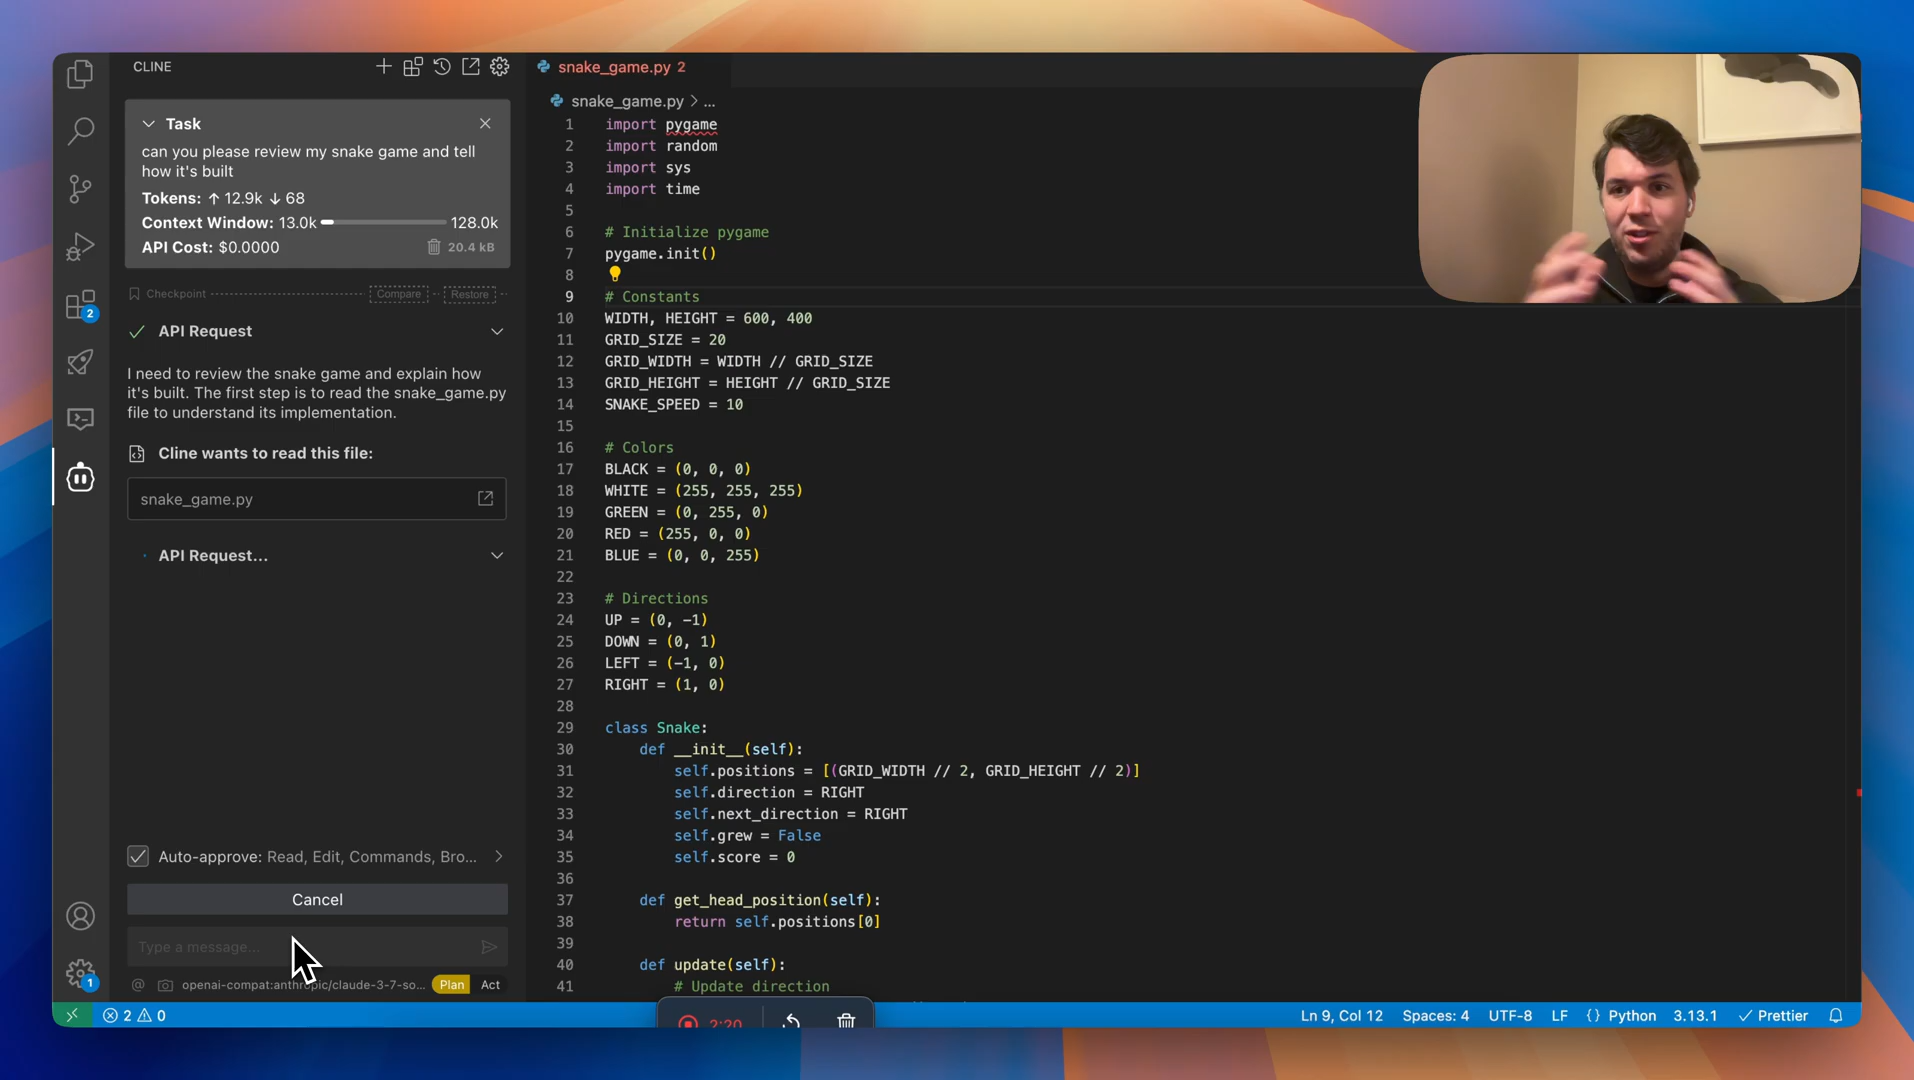 CLINE
Task
can you please review my snake game and tell
how it's built
Tokens: ↑ 12.9k ↓ 68
Context Window: 13.0k 128.0k
API Cost: $0.0000 20.4 kB
Checkpoint Compare Restore
API Request
I need to review the snake game and explain how
it's built. The first step is to read the snake_game.py
file to understand its implementation.
Cline wants to read this file:
snake_game.py
API Request...
Auto-approve: Read, Edit, Commands, Bro...
Cancel
Type a message...
@ openai-compat:anthropic/claude-3-7-so... Plan Act
2
1
snake_game.py 2
snake_game.py > ...
1 import pygame
2 import random
3 import sys
4 import time
5
6 # Initialize pygame
7 pygame.init()
8
9 # Constants
10 WIDTH, HEIGHT = 600, 400
11 GRID_SIZE = 20
12 GRID_WIDTH = WIDTH // GRID_SIZE
13 GRID_HEIGHT = HEIGHT // GRID_SIZE
14 SNAKE_SPEED = 10
15
16 # Colors
17 BLACK = (0, 0, 0)
18 WHITE = (255, 255, 255)
19 GREEN = (0, 255, 0)
20 RED = (255, 0, 0)
21 BLUE = (0, 0, 255)
22
23 # Directions
24 UP = (0, -1)
25 DOWN = (0, 1)
26 LEFT = (-1, 0)
27 RIGHT = (1, 0)
28
29 class Snake:
30 def __init__(self):
31 self.positions = [(GRID_WIDTH // 2, GRID_HEIGHT // 2)]
32 self.direction = RIGHT
33 self.next_direction = RIGHT
34 self.grew = False
35 self.score = 0
36
37 def get_head_position(self):
38 return self.positions[0]
39
40 def update(self):
41 # Update direction
2:20
2 0
Ln 9, Col 12 Spaces: 4 UTF-8 LF {} Python 3.13.1 ✓ Prettier